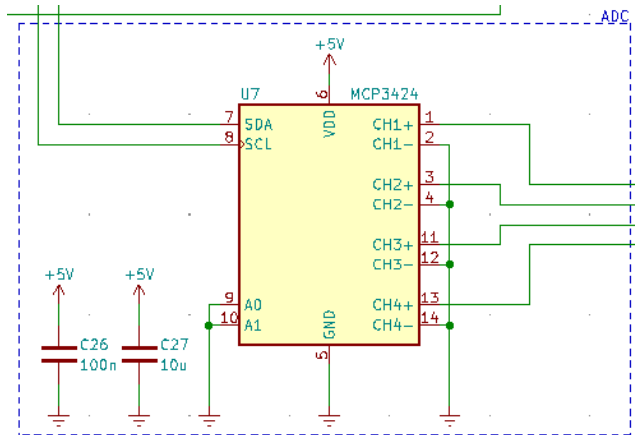 ADC
+5V
U7 MCP3424
6
VDD
7 SDA CH1+ 1
8 SCL CH1- 2
CH2+ 3
CH2- 4
CH3+ 11
CH3- 12
+5V +5V
9 A0 CH4+ 13
10 A1 CH4- 14
GND
5
C26 C27
100n 10u